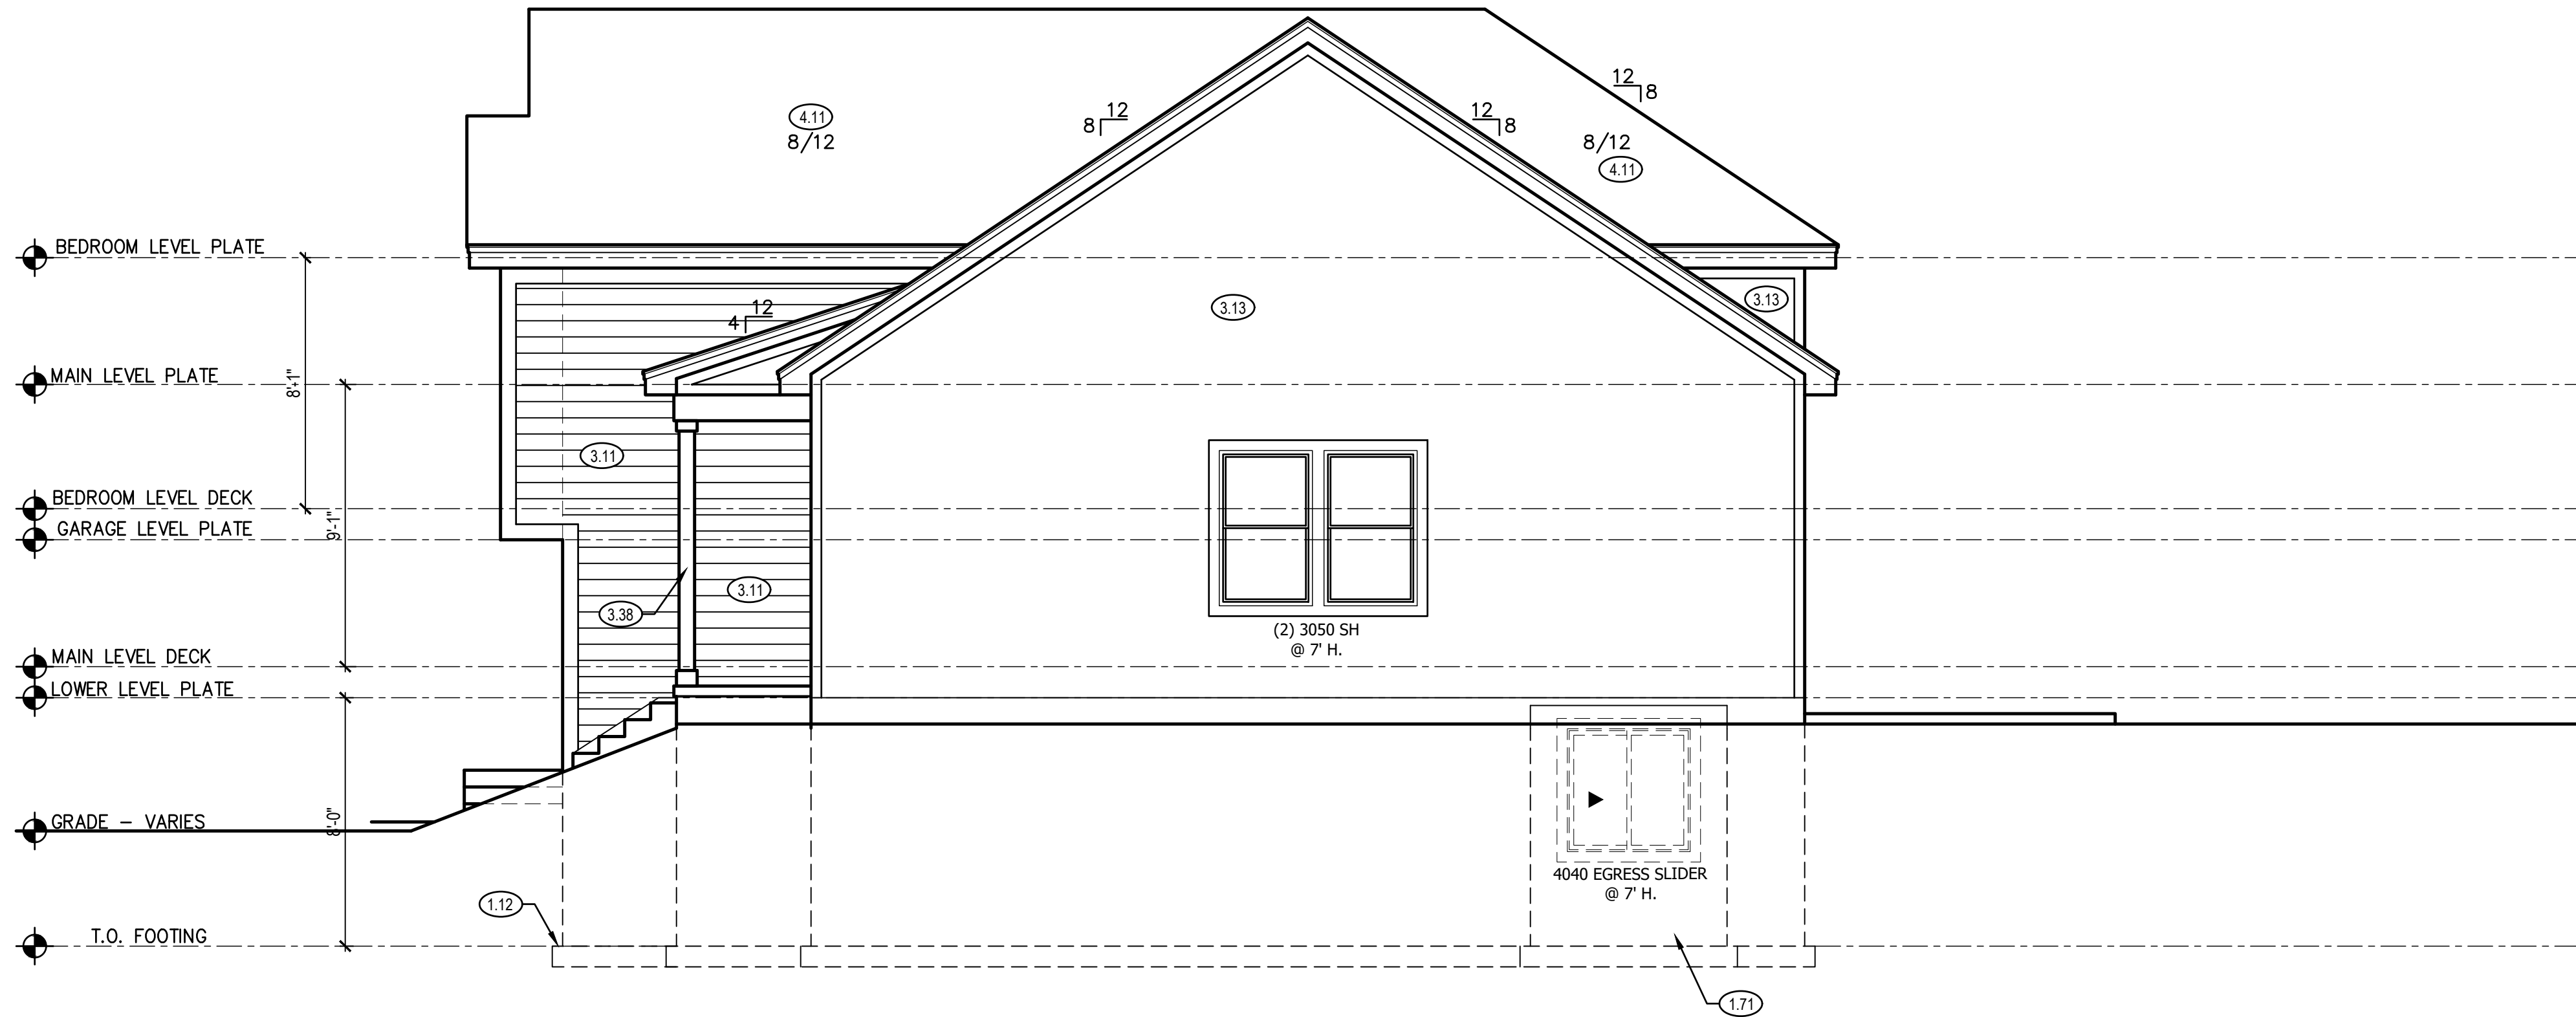 12
8
12
8
12
8
4.11
8/12
8/12
4.11
BEDROOM LEVEL PLATE
3.13
3.13
12
4
MAIN LEVEL PLATE
8'-1"
3.11
BEDROOM LEVEL DECK
GARAGE LEVEL PLATE
9'-1"
3.11
3.38
(2) 3050 SH
@ 7' H.
MAIN LEVEL DECK
LOWER LEVEL PLATE
GRADE - VARIES
8'-0"
4040 EGRESS SLIDER
@ 7' H.
1.12
T.O. FOOTING
1.71